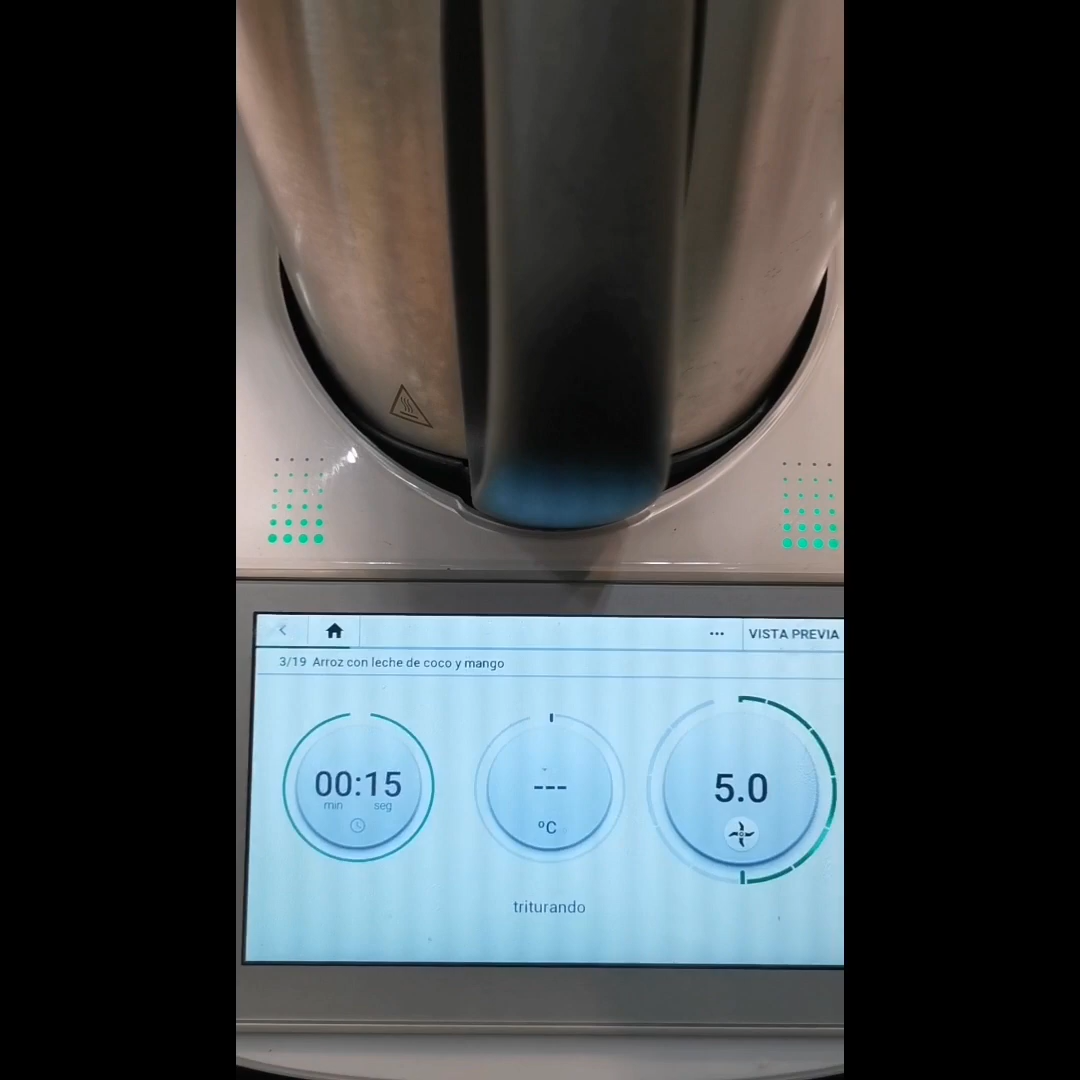 VISTA PREVIA
3/19 Arroz con leche de coco y mango
00:15
min seg
---
ºC
5.0
triturando